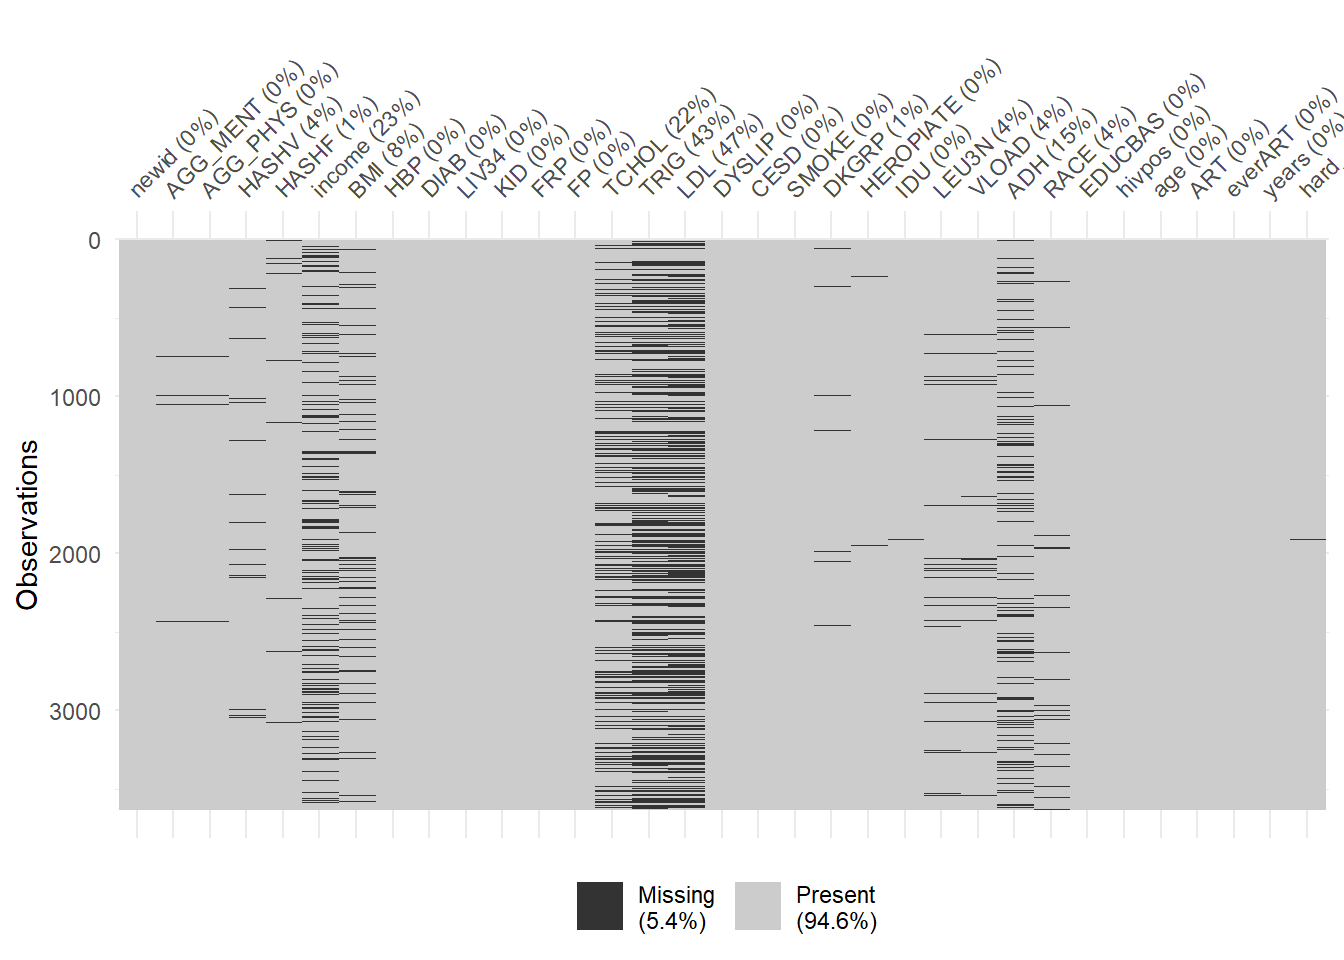 newid (0%)
AGG_MENT (0%)
AGG_PHYS (0%)
HASHV (4%)
HASHF (1%)
income (23%)
BMI (8%)
HBP (0%)
DIAB (0%)
LIV34 (0%)
KID (0%)
FRP (0%)
FP (0%)
TCHOL (22%)
TRIG (43%)
LDL (47%)
DYSLIP (0%)
CESD (0%)
SMOKE (0%)
DKGRP (1%)
HEROPIATE (0%)
IDU (0%)
LEU3N (4%)
VLOAD (4%)
ADH (15%)
RACE (4%)
EDUCBAS (0%)
hivpos (0%)
age (0%)
ART (0%)
everART (0%)
years (0%
hard_
0
1000
2000
3000
Observations
Missing
(5.4%)
Present
(94.6%)